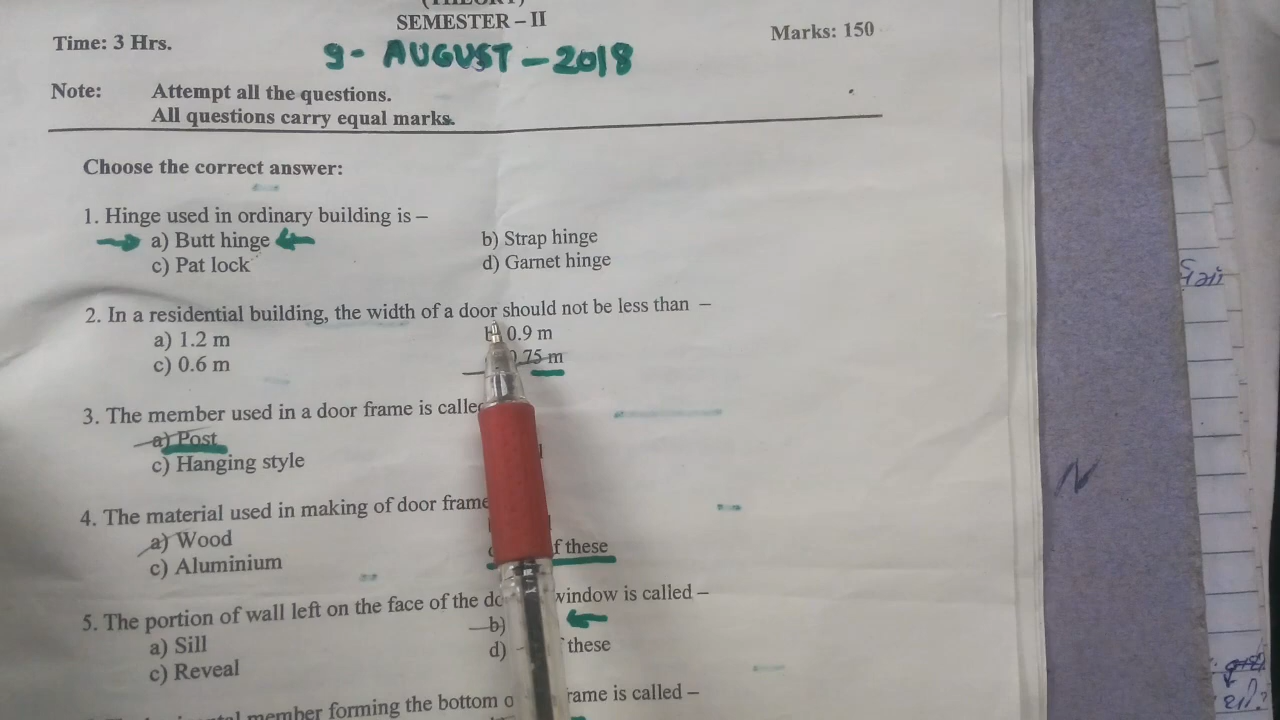 SEMESTER – II
Time: 3 Hrs. Marks: 150
9- AUGUST – 2018
Note: Attempt all the questions.
All questions carry equal marks.
Choose the correct answer:
1. Hinge used in ordinary building is –
a) Butt hinge b) Strap hinge
c) Pat lock d) Garnet hinge
2. In a residential building, the width of a door should not be less than –
a) 1.2 m b) 0.9 m
c) 0.6 m 0.75 m
3. The member used in a door frame is called
a) Post
c) Hanging style
4. The material used in making of door frame
a) Wood
c) Aluminium f these
5. The portion of wall left on the face of the window is called –
a) Sill b)
c) Reveal d) these
member forming the bottom rame is called –